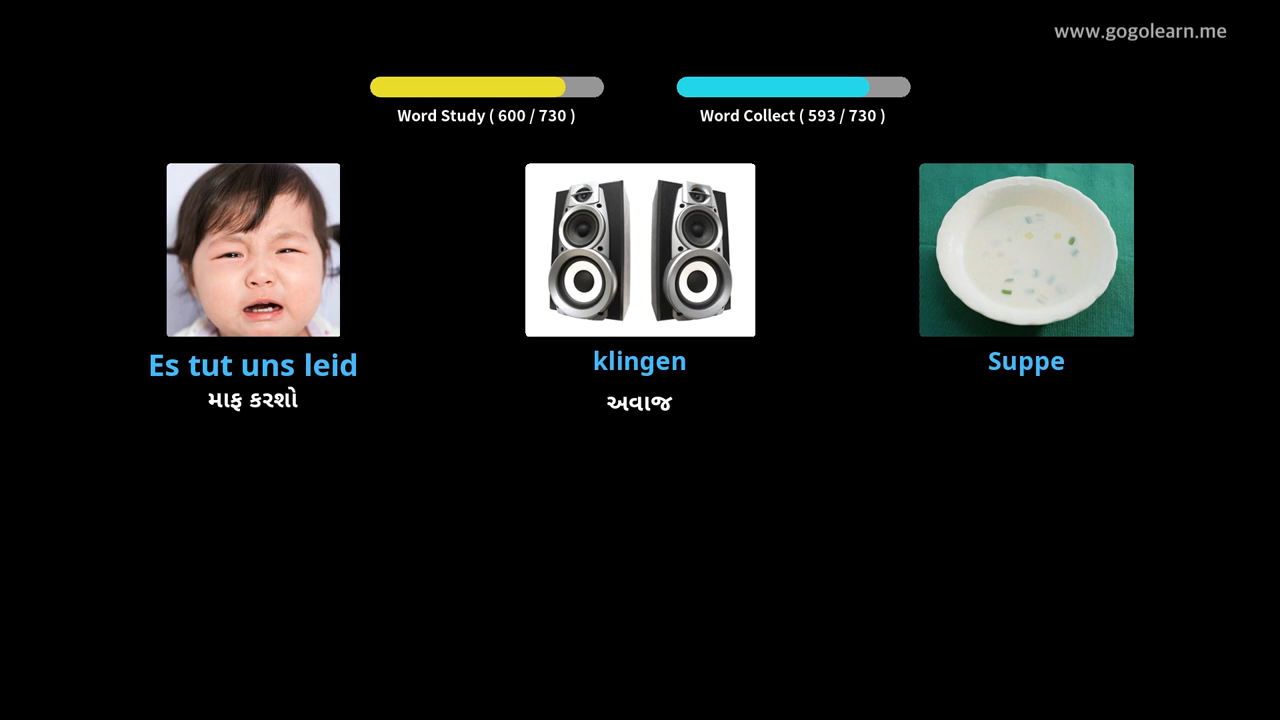 www.gogolearn.me
Word Study ( 600 / 730 )
Word Collect ( 593 / 730 )
Es tut uns leid
klingen
Suppe
માફ કરશો
અવાજ